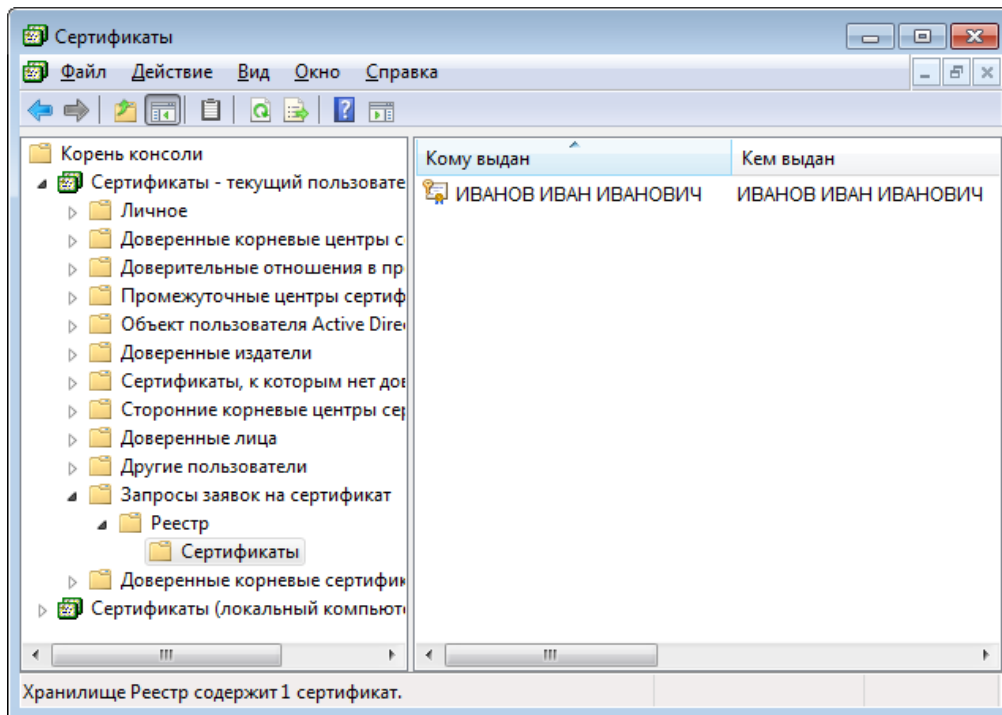 Сертификаты
Файл Действие Вид Окно Справка
Корень консоли
Сертификаты - текущий пользовате
Личное
Доверенные корневые центры с
Доверительные отношения в пр
Промежуточные центры сертиф
Объект пользователя Active Dire
Доверенные издатели
Сертификаты, к которым нет дов
Сторонние корневые центры сер
Доверенные лица
Другие пользователи
Запросы заявок на сертификат
Реестр
Сертификаты
Доверенные корневые сертифик
Сертификаты (локальный компьют
Кому выдан Кем выдан
ИВАНОВ ИВАН ИВАНОВИЧ ИВАНОВ ИВАН ИВАНОВИЧ
Хранилище Реестр содержит 1 сертификат.